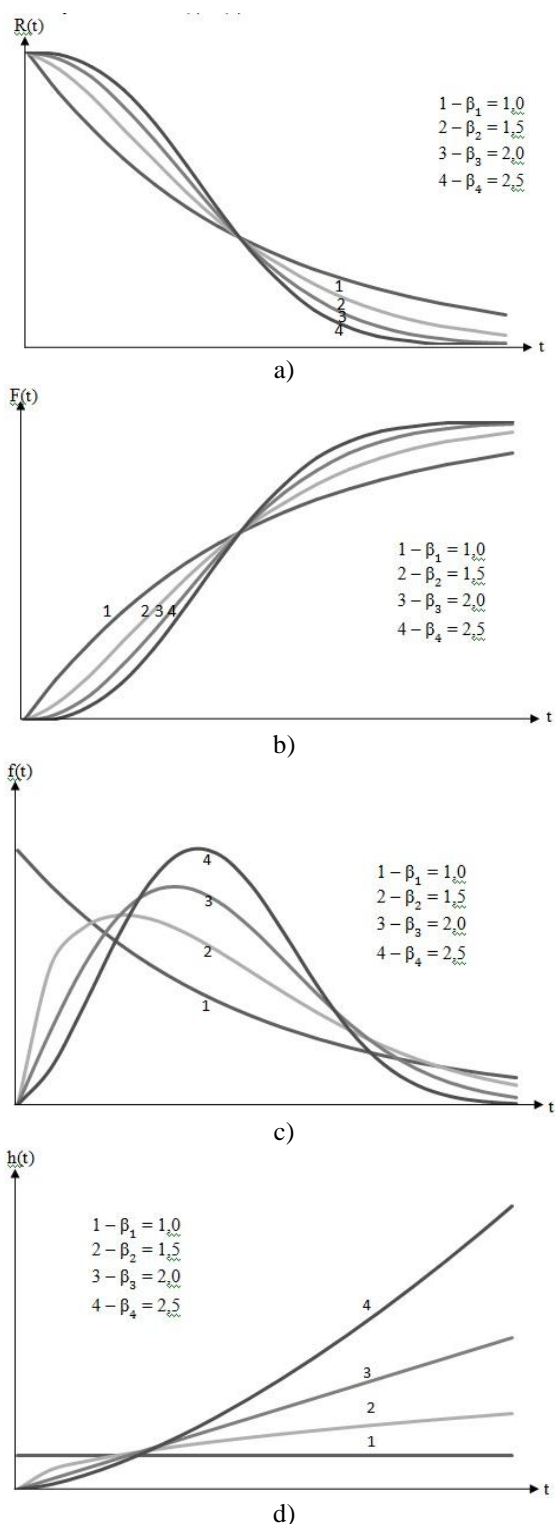 R(t)
1 – β₁ = 1,0
2 – β₂ = 1,5
3 – β₃ = 2,0
4 – β₄ = 2,5
1
2
3
4
t
a)
F(t)
1 – β₁ = 1,0
2 – β₂ = 1,5
3 – β₃ = 2,0
4 – β₄ = 2,5
1 2 3 4
t
b)
f(t)
4
1 – β₁ = 1,0
2 – β₂ = 1,5
3 – β₃ = 2,0
4 – β₄ = 2,5
3
2
1
t
c)
h(t)
1 – β₁ = 1,0
2 – β₂ = 1,5
3 – β₃ = 2,0
4 – β₄ = 2,5
4
3
2
1
t
d)